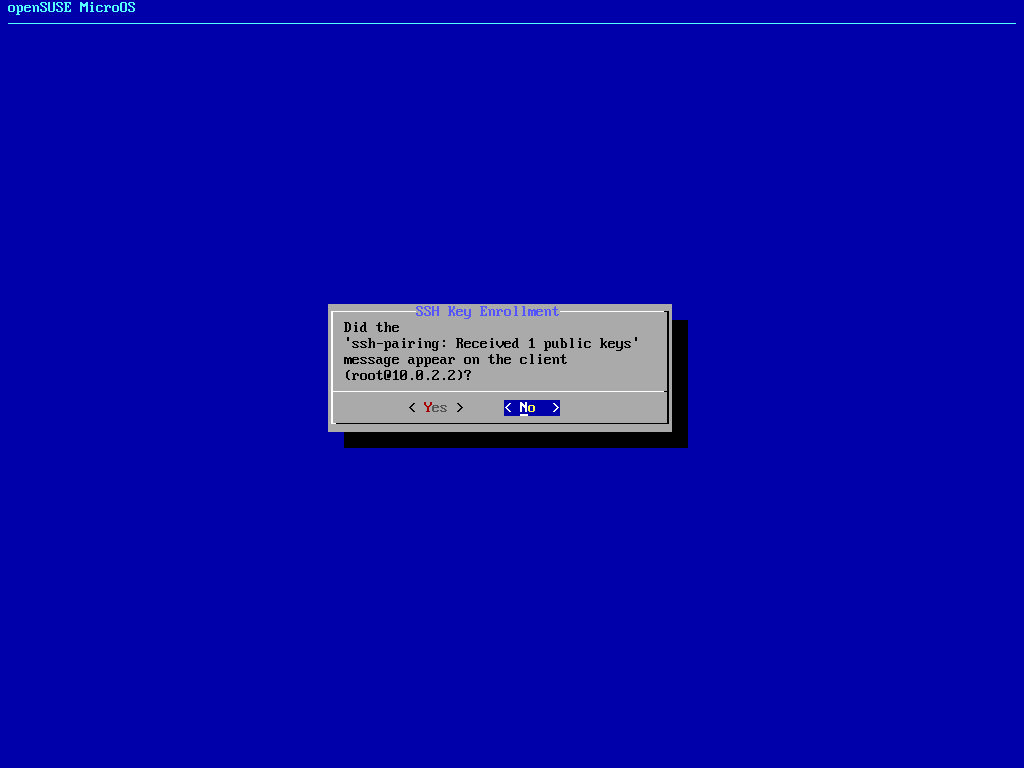 openSUSE MicroOS
SSH Key Enrollment
Did the
'ssh-pairing: Received 1 public keys'
message appear on the client
(root@10.0.2.2)?
< Yes > < No >